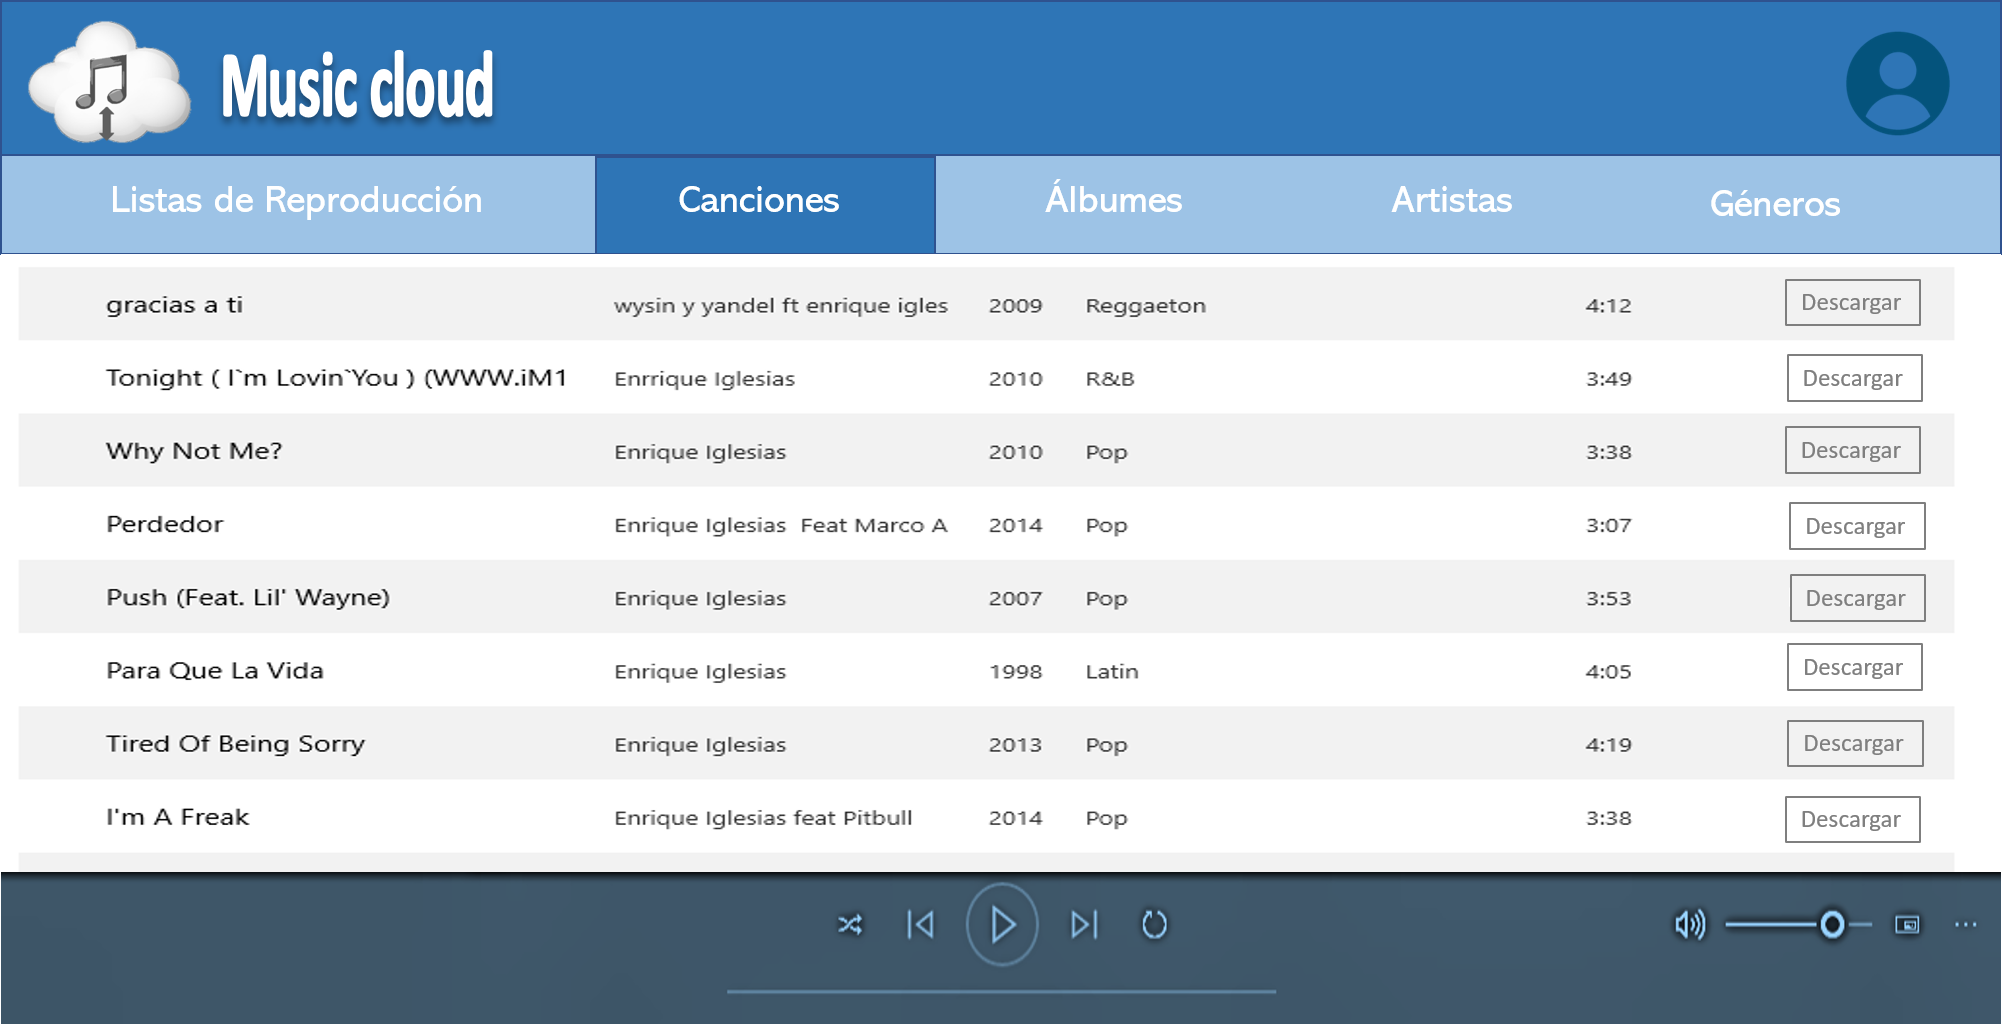 Music cloud
Listas de Reproducción Canciones Álbumes Artistas Géneros
gracias a ti wysin y yandel ft enrique igles 2009 Reggaeton 4:12 Descargar
Tonight ( I`m Lovin`You ) (WWW.iM1 Enrrique Iglesias 2010 R&B 3:49 Descargar
Why Not Me? Enrique Iglesias 2010 Pop 3:38 Descargar
Perdedor Enrique Iglesias  Feat Marco A 2014 Pop 3:07 Descargar
Push (Feat. Lil' Wayne) Enrique Iglesias 2007 Pop 3:53 Descargar
Para Que La Vida Enrique Iglesias 1998 Latin 4:05 Descargar
Tired Of Being Sorry Enrique Iglesias 2013 Pop 4:19 Descargar
I'm A Freak Enrique Iglesias feat Pitbull 2014 Pop 3:38 Descargar